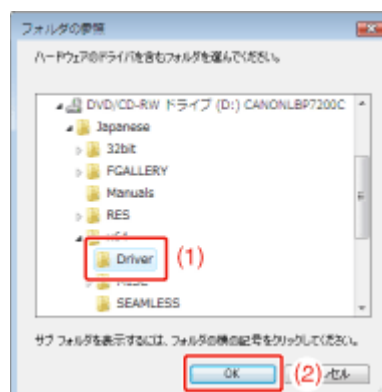 フォルダの参照
ハードウェアのドライバを含むフォルダを選んでください。
DVD/CD-RW ドライブ (D:) CANONLBP7200C
Japanese
32bit
FGALLERY
Manuals
RES
x64
Driver
(1)
MISC
SEAMLESS
サブ フォルダを表示するには、フォルダの横の記号をクリックしてください。
OK
(2)